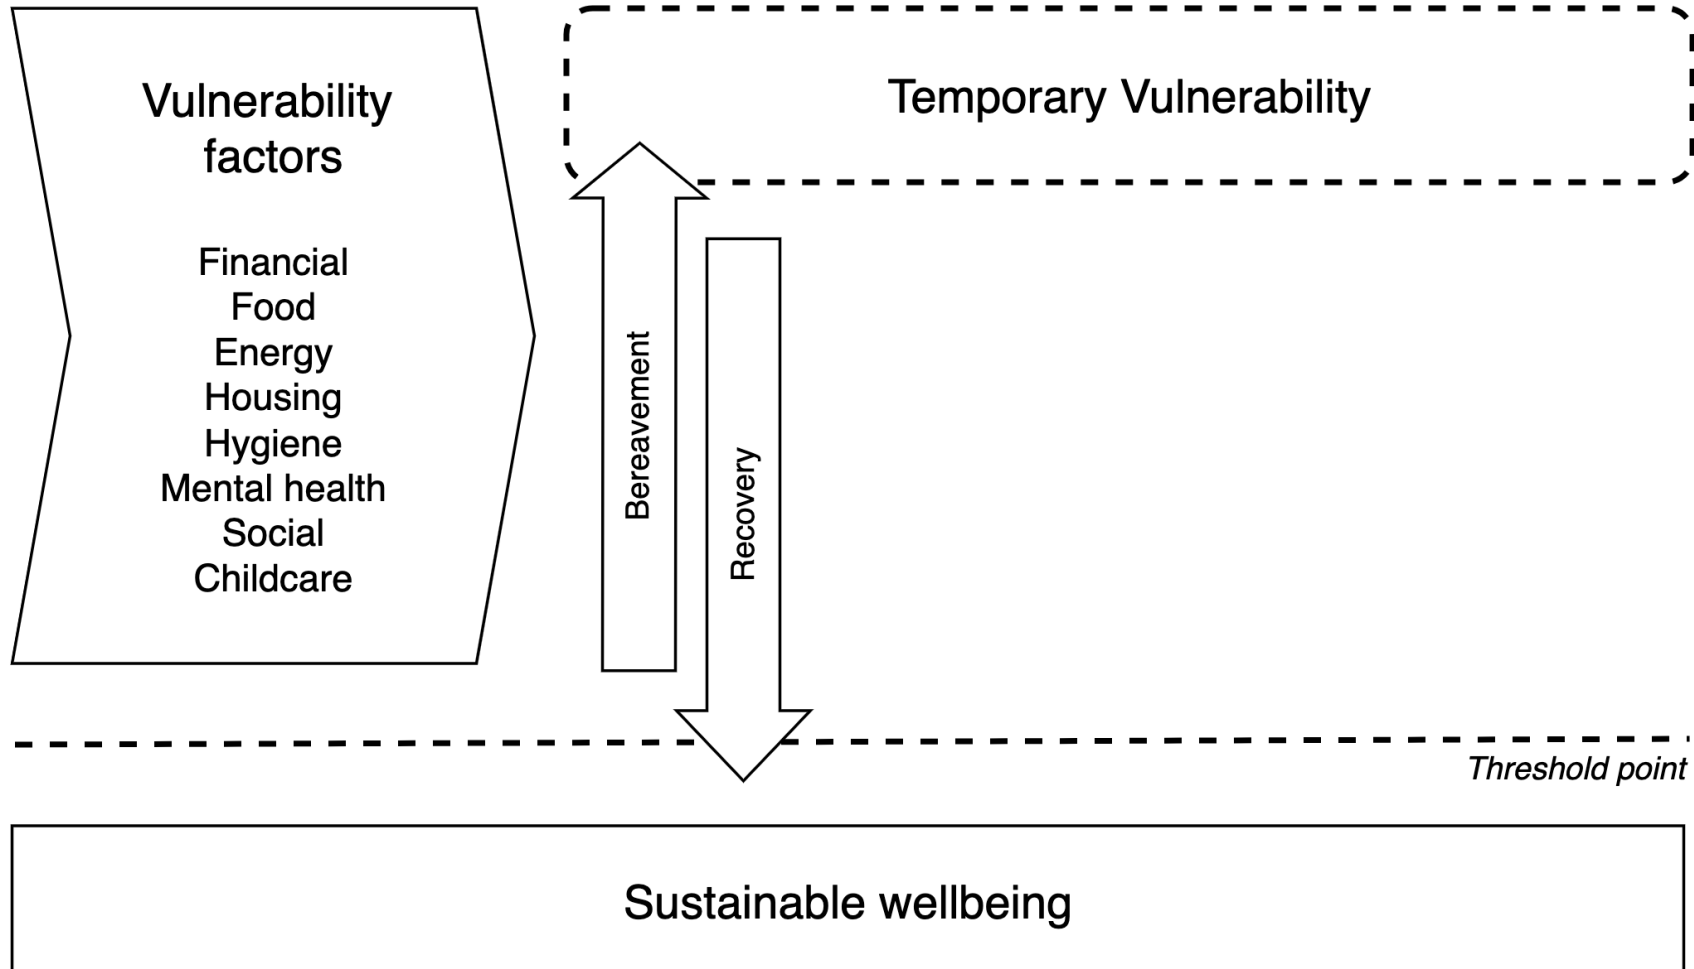 Vulnerability
factors
Financial
Food
Energy
Housing
Hygiene
Mental health
Social
Childcare
Temporary Vulnerability
Bereavement
Recovery
Threshold point
Sustainable wellbeing